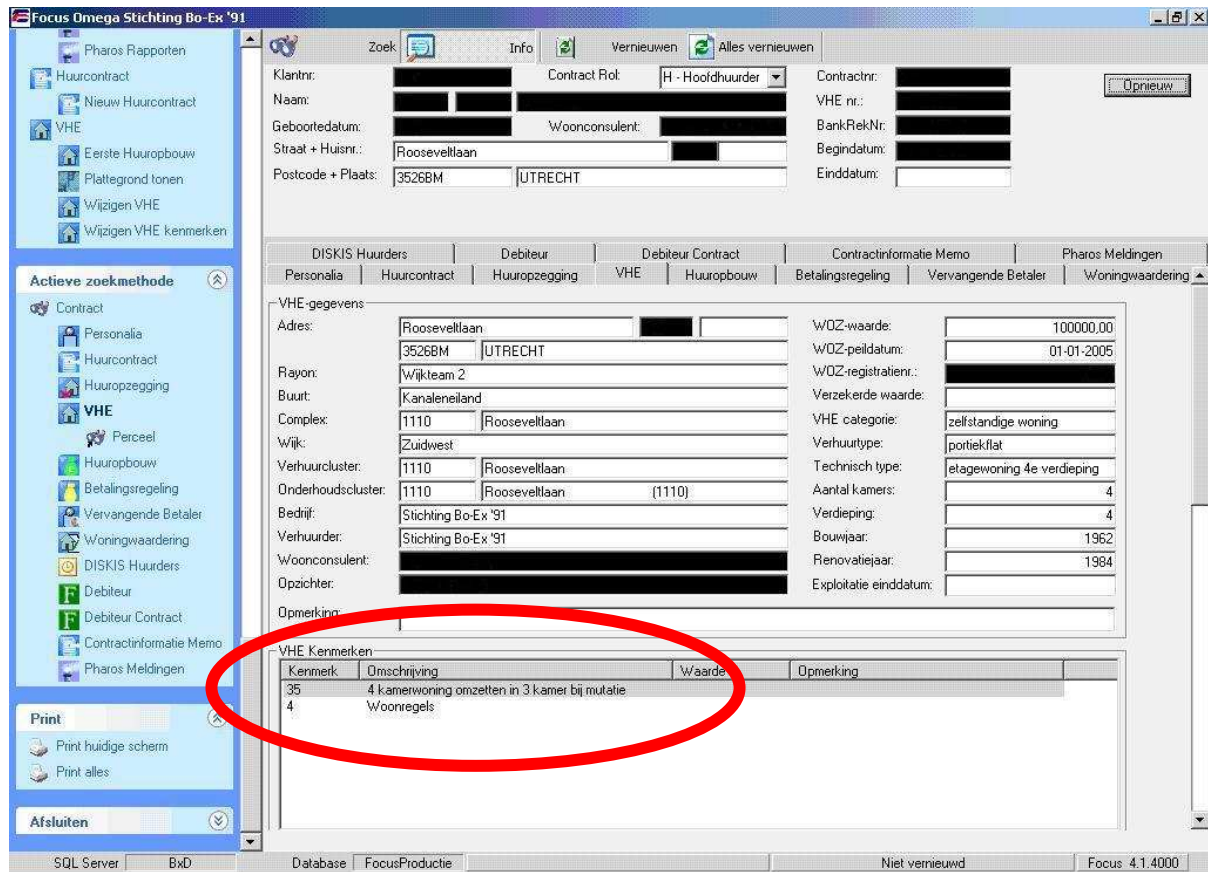 Focus Omega Stichting Bo-Ex '91
Pharos Rapporten
Huurcontract
Nieuw Huurcontract
VHE
Eerste Huuropbouw
Plattegrond tonen
Wijzigen VHE
Wijzigen VHE kenmerken
Actieve zoekmethode
Contract
Personalia
Huurcontract
Huuropzegging
VHE
Perceel
Huuropbouw
Betalingsregeling
Vervangende Betaler
Woningwaardering
DISKIS Huurders
Debiteur
Debiteur Contract
Contractinformatie Memo
Pharos Meldingen
Print
Print huidige scherm
Print alles
Afsluiten
Zoek Info Vernieuwen Alles vernieuwen
Klantnr: Contract Rol: H - Hoofdhuurder Contractnr: Opnieuw
Naam: VHE nr.:
Geboortedatum: Woonconsulent: BankRekNr:
Straat + Huisnr.: Rooseveltlaan Begindatum:
Postcode + Plaats: 3526BM UTRECHT Einddatum:
DISKIS Huurders Debiteur Debiteur Contract Contractinformatie Memo Pharos Meldingen
Personalia Huurcontract Huuropzegging VHE Huuropbouw Betalingsregeling Vervangende Betaler Woningwaardering
VHE-gegevens
Adres: Rooseveltlaan WOZ-waarde: 100000,00
3526BM UTRECHT WOZ-peildatum: 01-01-2005
Rayon: Wijkteam 2 WOZ-registratienr.:
Buurt: Kanaleneiland Verzekerde waarde:
Complex: 1110 Rooseveltlaan VHE categorie: zelfstandige woning
Wijk: Zuidwest Verhuurtype: portiekflat
Verhuurcluster: 1110 Rooseveltlaan Technisch type: etagewoning 4e verdieping
Onderhoudscluster: 1110 Rooseveltlaan (1110) Aantal kamers: 4
Bedrijf: Stichting Bo-Ex '91 Verdieping: 4
Verhuurder: Stichting Bo-Ex '91 Bouwjaar: 1962
Woonconsulent: Renovatiejaar: 1984
Opzichter: Exploitatie einddatum:
Opmerking:
VHE Kenmerken
Kenmerk Omschrijving Waarde Opmerking
35 4 kamerwoning omzetten in 3 kamer bij mutatie
4 Woonregels
SQL Server BxD Database FocusProductie Niet vernieuwd Focus 4.1.4000